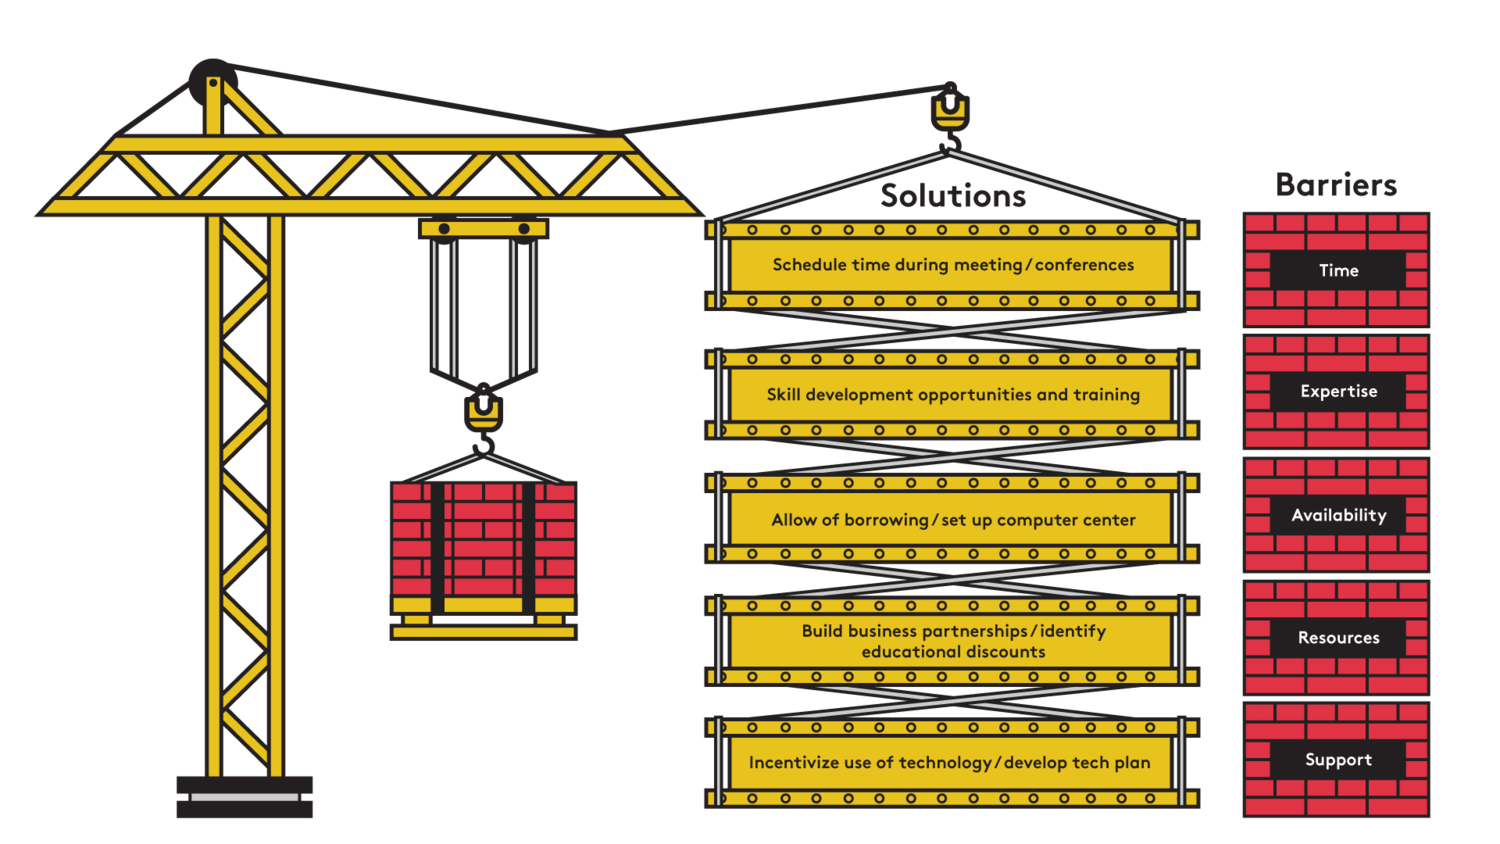 Solutions
Barriers
Schedule time during meeting/conferences
Time
Skill development opportunities and training
Expertise
Allow of borrowing/set up computer center
Availability
Build business partnerships/identify
educational discounts
Resources
Incentivize use of technology/develop tech plan
Support